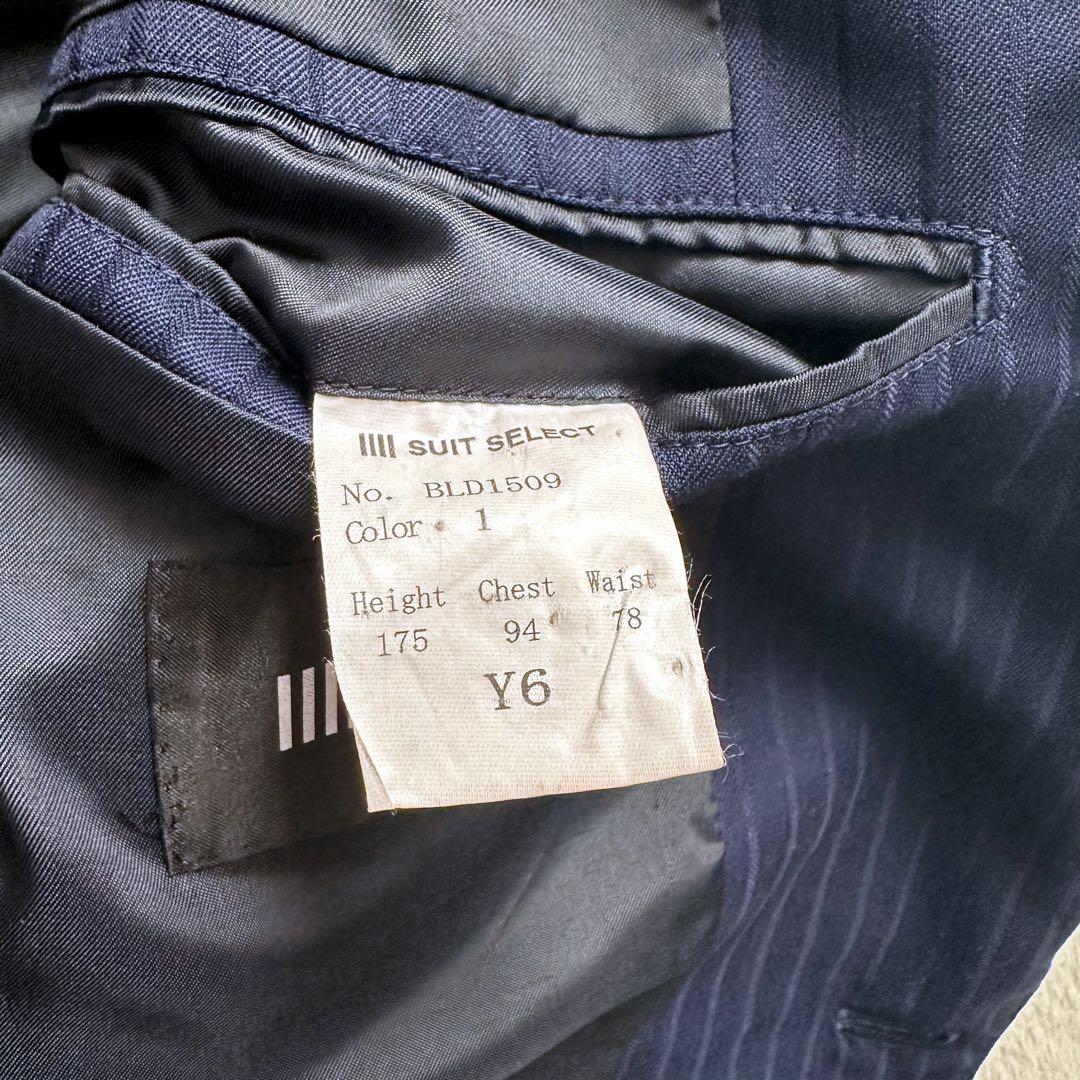 SUIT SELECT
No. BLD1509
Color 1
Height Chest Waist
175 94 78
Y6